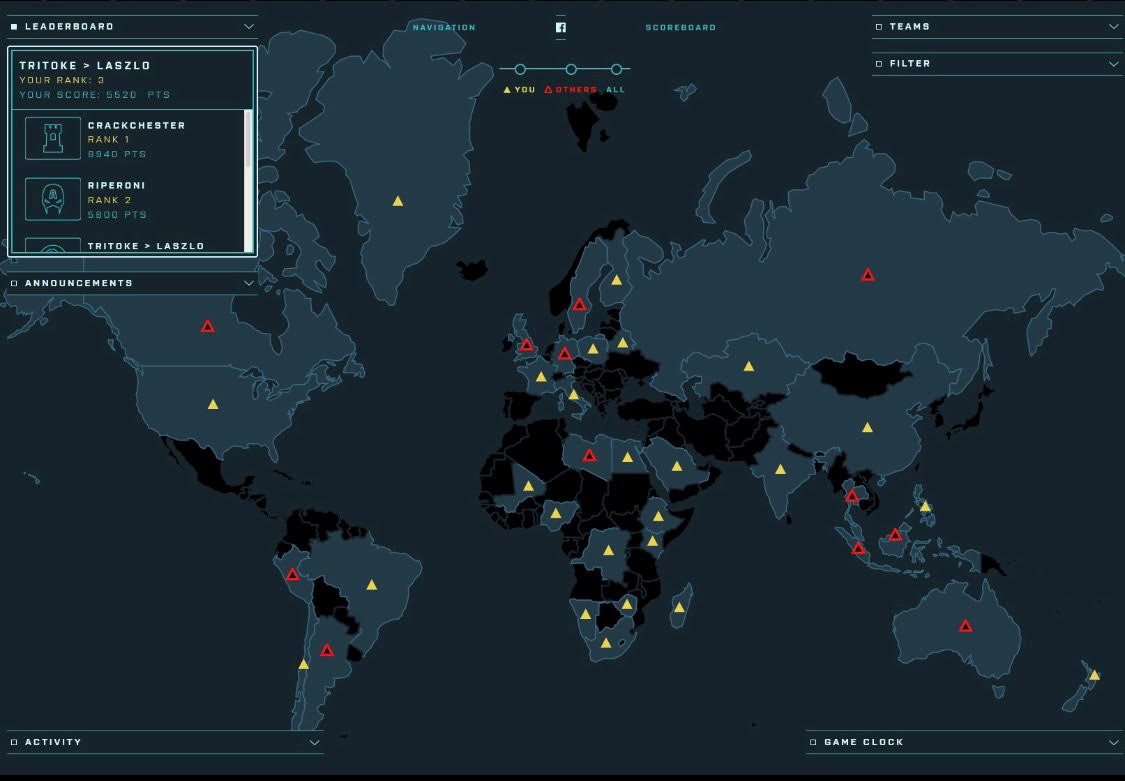 LEADERBOARD
TRITOKE > LASZLO
YOUR RANK: 3
YOUR SCORE: 5520 PTS
CRACKCHESTER
RANK 1
8940 PTS
RIPERONI
RANK 2
5800 PTS
TRITOKE > LASZLO
ANNOUNCEMENTS
NAVIGATION
SCOREBOARD
YOU
OTHERS
ALL
TEAMS
FILTER
ACTIVITY
GAME CLOCK